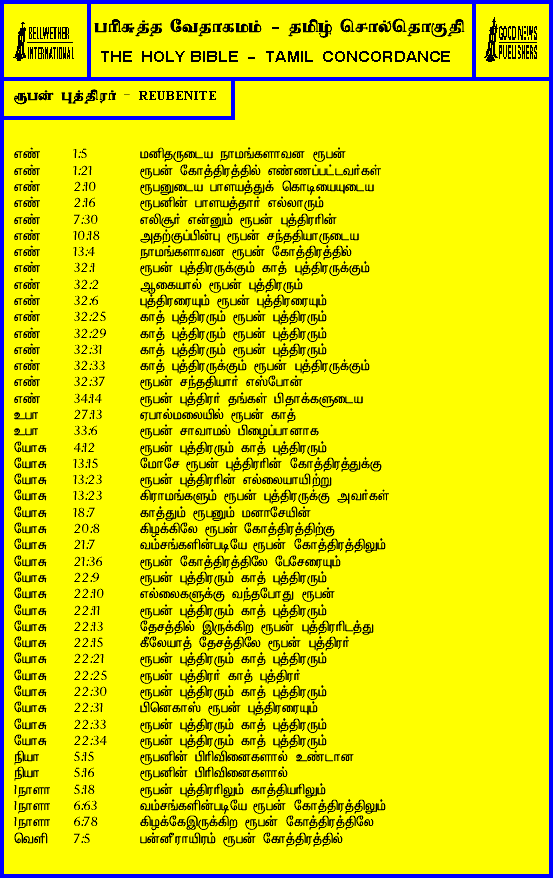 BELLWETHER
INTERNATIONAL
பரிசுத்த வேதாகமம் - தமிழ் சொல்தொகுதி
THE HOLY BIBLE - TAMIL CONCORDANCE
GOOD NEWS
PUBLISHERS
ரூபன் புத்திரர் - REUBENITE
எண் 1:5 மனிதருடைய நாமங்களாவன ரூபன்
எண் 1:21 ரூபன் கோத்திரத்தில் எண்ணப்பட்டவர்கள்
எண் 2:10 ரூபனுடைய பாளயத்துக் கொடியையுடைய
எண் 2:16 ரூபனின் பாளயத்தார் எல்லாரும்
எண் 7:30 எலிசூர் என்னும் ரூபன் புத்திரரின்
எண் 10:18 அதற்குப்பின்பு ரூபன் சந்ததியாருடைய
எண் 13:4 நாமங்களாவன ரூபன் கோத்திரத்தில்
எண் 32:1 ரூபன் புத்திரருக்கும் காத் புத்திரருக்கும்
எண் 32:2 ஆகையால் ரூபன் புத்திரரும்
எண் 32:6 புத்திரரையும் ரூபன் புத்திரரையும்
எண் 32:25 காத் புத்திரரும் ரூபன் புத்திரரும்
எண் 32:29 காத் புத்திரரும் ரூபன் புத்திரரும்
எண் 32:31 காத் புத்திரரும் ரூபன் புத்திரரும்
எண் 32:33 காத் புத்திரருக்கும் ரூபன் புத்திரருக்கும்
எண் 32:37 ரூபன் சந்ததியார் எஸ்போன்
எண் 34:14 ரூபன் புத்திரர் தங்கள் பிதாக்களுடைய
உபா 27:13 ஏபால்மலையில் ரூபன் காத்
உபா 33:6 ரூபன் சாவாமல் பிழைப்பானாக
யோசு 4:12 ரூபன் புத்திரரும் காத் புத்திரரும்
யோசு 13:15 மோசே ரூபன் புத்திரரின் கோத்திரத்துக்கு
யோசு 13:23 ரூபன் புத்திரரின் எல்லையாயிற்று
யோசு 13:23 கிராமங்களும் ரூபன் புத்திரருக்கு அவர்கள்
யோசு 18:7 காத்தும் ரூபனும் மனாசேயின்
யோசு 20:8 கிழக்கிலே ரூபன் கோத்திரத்திற்கு
யோசு 21:7 வம்சங்களின்படியே ரூபன் கோத்திரத்திலும்
யோசு 21:36 ரூபன் கோத்திரத்திலே பேசேரையும்
யோசு 22:9 ரூபன் புத்திரரும் காத் புத்திரரும்
யோசு 22:10 எல்லைகளுக்கு வந்தபோது ரூபன்
யோசு 22:11 ரூபன் புத்திரரும் காத் புத்திரரும்
யோசு 22:13 தேசத்தில் இருக்கிற ரூபன் புத்திரரிடத்து
யோசு 22:15 கீலேயாத் தேசத்திலே ரூபன் புத்திரர்
யோசு 22:21 ரூபன் புத்திரரும் காத் புத்திரரும்
யோசு 22:25 ரூபன் புத்திரர் காத் புத்திரர்
யோசு 22:30 ரூபன் புத்திரரும் காத் புத்திரரும்
யோசு 22:31 பினெகாஸ் ரூபன் புத்திரரையும்
யோசு 22:33 ரூபன் புத்திரரும் காத் புத்திரரும்
யோசு 22:34 ரூபன் புத்திரரும் காத் புத்திரரும்
நியா 5:15 ரூபனின் பிரிவினைகளால் உண்டான
நியா 5:16 ரூபனின் பிரிவினைகளால்
1நாளா 5:18 ரூபன் புத்திரரிலும் காத்தியரிலும்
1நாளா 6:63 வம்சங்களின்படியே ரூபன் கோத்திரத்திலும்
1நாளா 6:78 கிழக்கேஇருக்கிற ரூபன் கோத்திரத்திலே
வெளி 7:5 பன்னீராயிரம் ரூபன் கோத்திரத்தில்